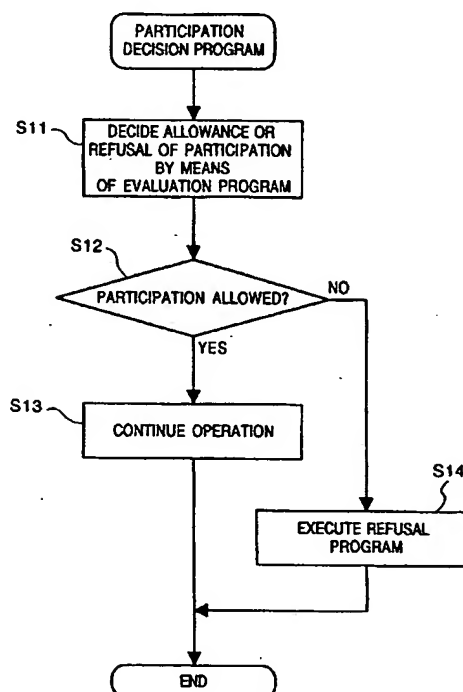 PARTICIPATION
DECISION PROGRAM
S11
DECIDE ALLOWANCE OR
REFUSAL OF PARTICIPATION
BY MEANS
OF EVALUATION PROGRAM
S12
PARTICIPATION ALLOWED?
NO
YES
S13
CONTINUE OPERATION
S14
EXECUTE REFUSAL
PROGRAM
END